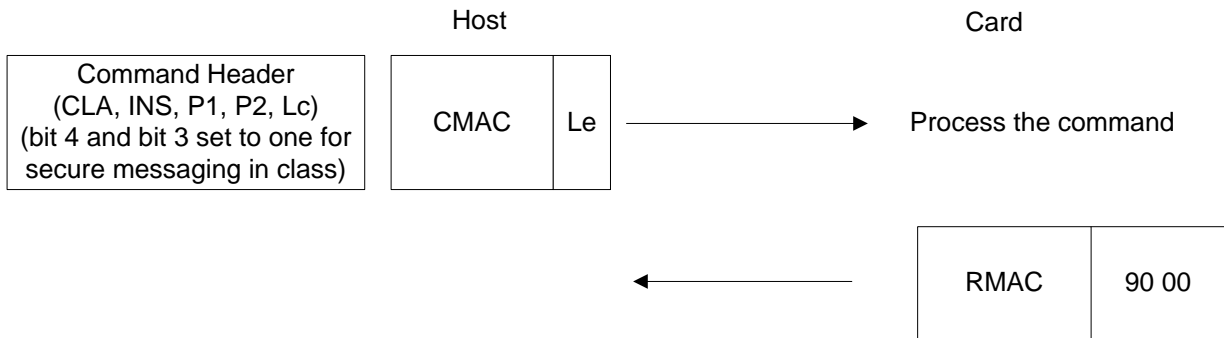 Host
Card
Command Header
(CLA, INS, P1, P2, Lc)
(bit 4 and bit 3 set to one for
secure messaging in class)
CMAC
Le
Process the command
RMAC
90 00